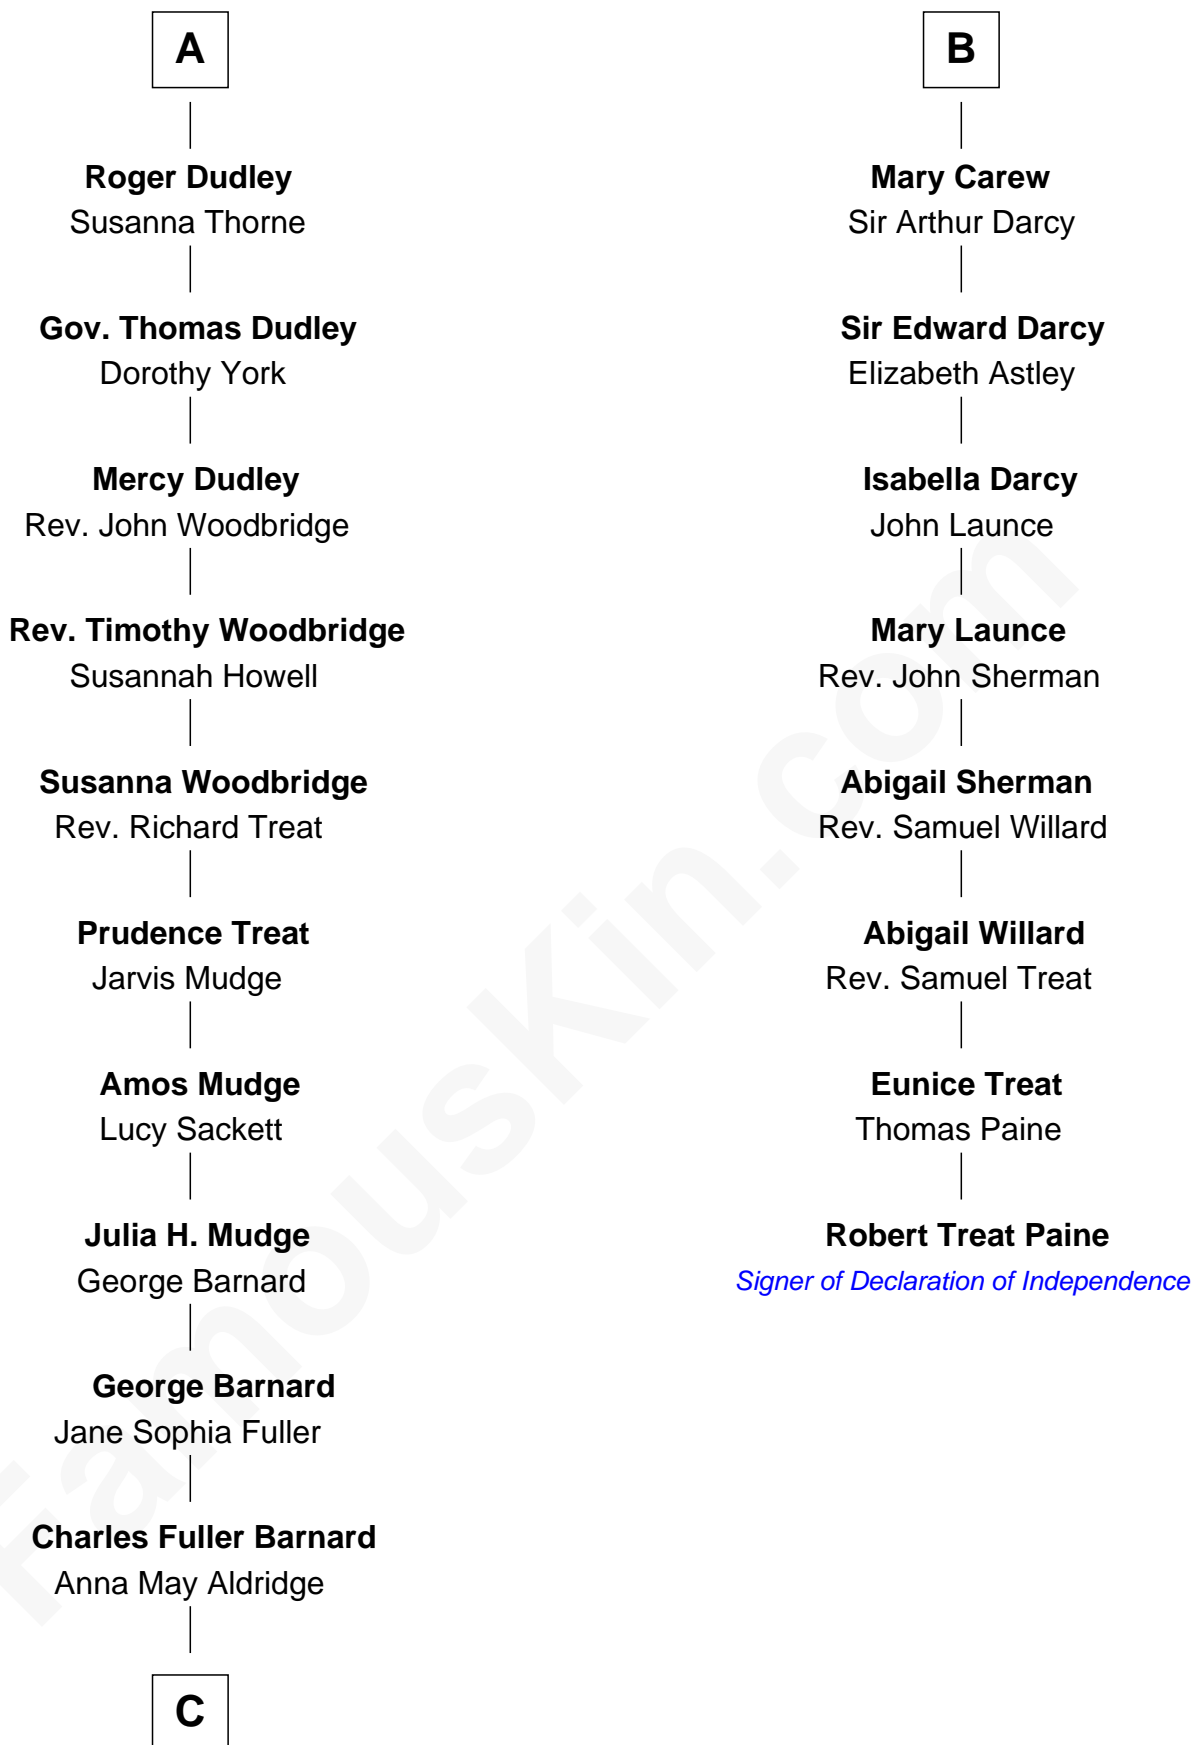 A
Roger Dudley
Susanna Thorne
Gov. Thomas Dudley
Dorothy York
Mercy Dudley
Rev. John Woodbridge
Rev. Timothy Woodbridge
Susannah Howell
Susanna Woodbridge
Rev. Richard Treat
Prudence Treat
Jarvis Mudge
Amos Mudge
Lucy Sackett
Julia H. Mudge
George Barnard
George Barnard
Jane Sophia Fuller
Charles Fuller Barnard
Anna May Aldridge
C
B
Mary Carew
Sir Arthur Darcy
Sir Edward Darcy
Elizabeth Astley
Isabella Darcy
John Launce
Mary Launce
Rev. John Sherman
Abigail Sherman
Rev. Samuel Willard
Abigail Willard
Rev. Samuel Treat
Eunice Treat
Thomas Paine
Robert Treat Paine
Signer of Declaration of Independence
FamousKin.com